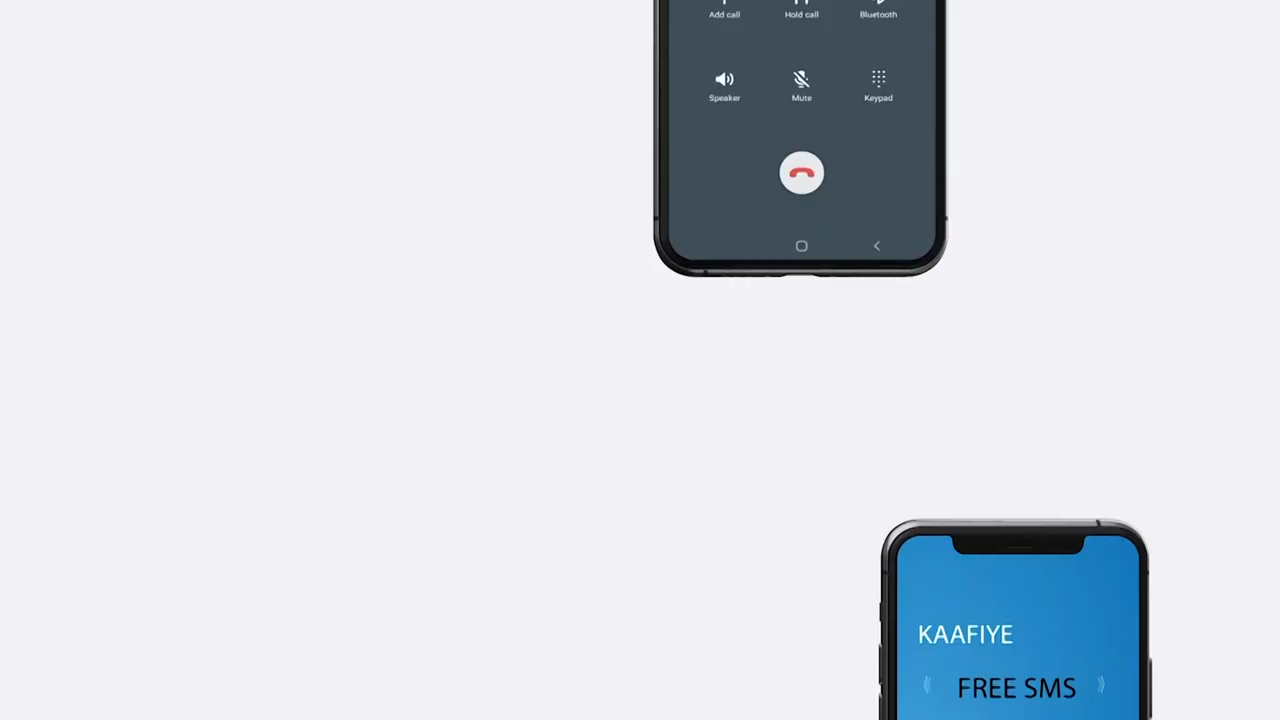 Add call Hold call Bluetooth
Speaker Mute Keypad
KAAFIYE
FREE SMS